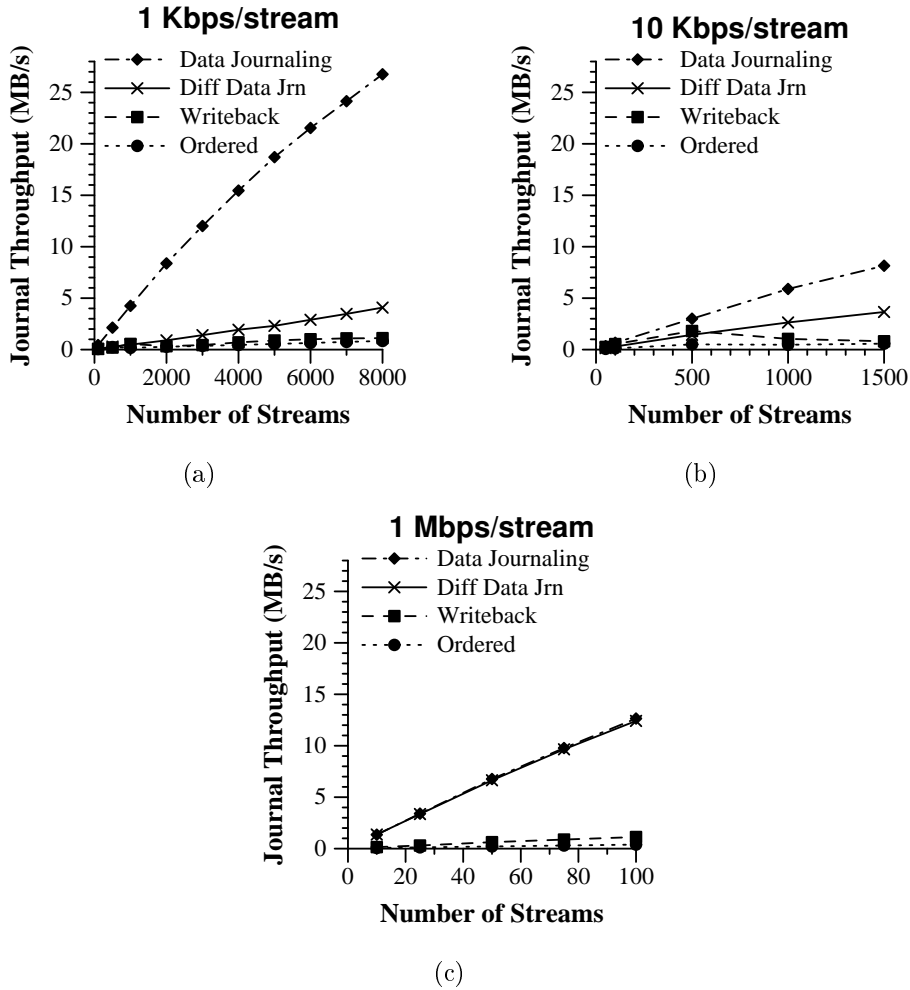 1 Kbps/stream
Journal Throughput (MB/s)
25
20
15
10
5
0
Data Journaling
Diff Data Jrn
Writeback
Ordered
0 2000 4000 6000 8000
Number of Streams
(a)
10 Kbps/stream
Journal Throughput (MB/s)
25
20
15
10
5
0
Data Journaling
Diff Data Jrn
Writeback
Ordered
0 500 1000 1500
Number of Streams
(b)
1 Mbps/stream
Journal Throughput (MB/s)
25
20
15
10
5
0
Data Journaling
Diff Data Jrn
Writeback
Ordered
0 20 40 60 80 100
Number of Streams
(c)